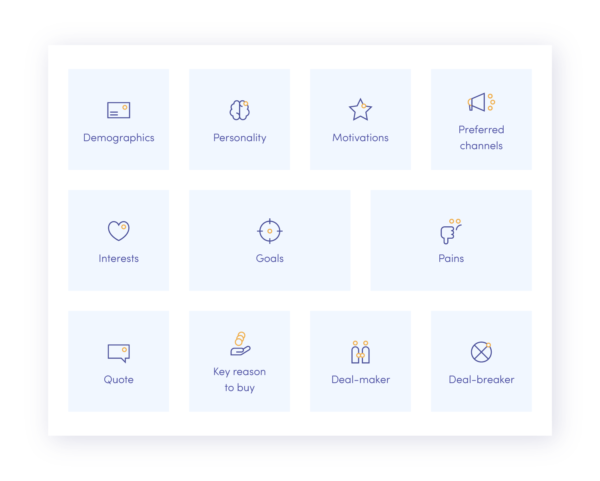 Demographics
Personality
Motivations
Preferred
channels
Interests
Goals
Pains
Quote
Key reason
to buy
Deal-maker
Deal-breaker